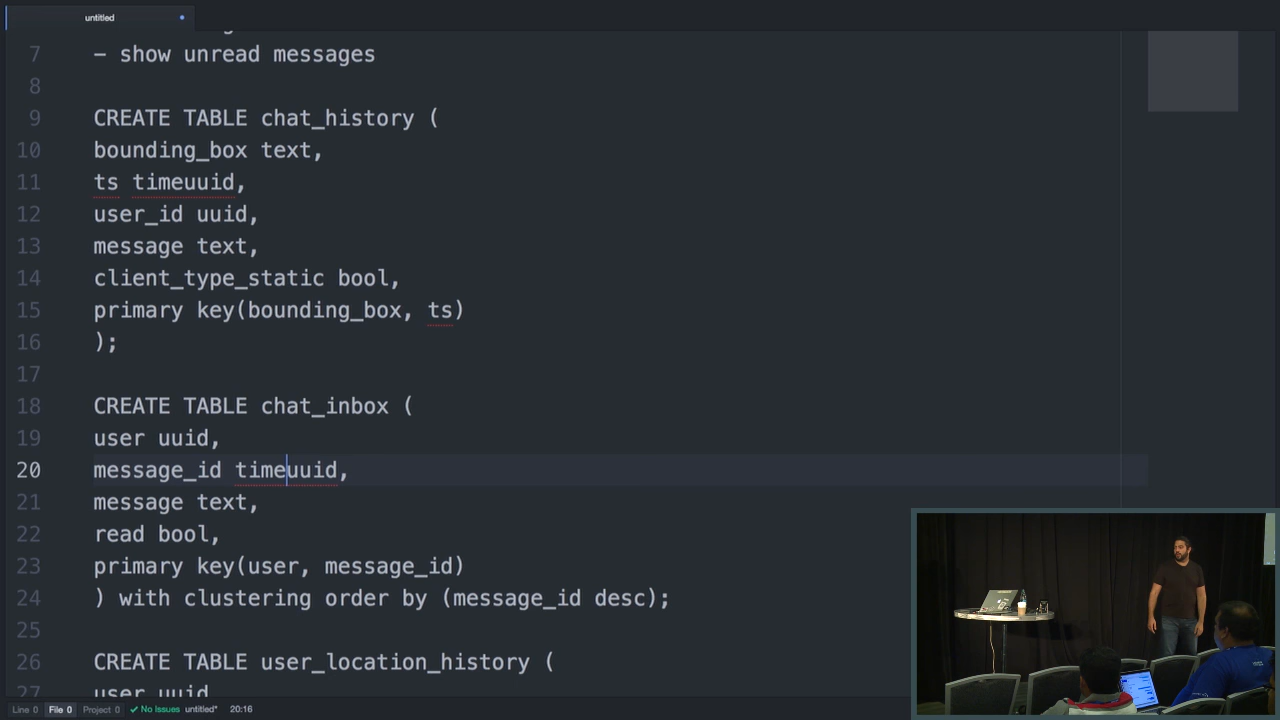 untitled
7 – show unread messages
8
9 CREATE TABLE chat_history (
10 bounding_box text,
11 ts timeuuid,
12 user_id uuid,
13 message text,
14 client_type_static bool,
15 primary key(bounding_box, ts)
16 );
17
18 CREATE TABLE chat_inbox (
19 user uuid,
20 message_id timeuuid,
21 message text,
22 read bool,
23 primary key(user, message_id)
24 ) with clustering order by (message_id desc);
25
26 CREATE TABLE user_location_history (
27 user uuid
Line 0 File 0 Project 0 No Issues untitled* 20:16